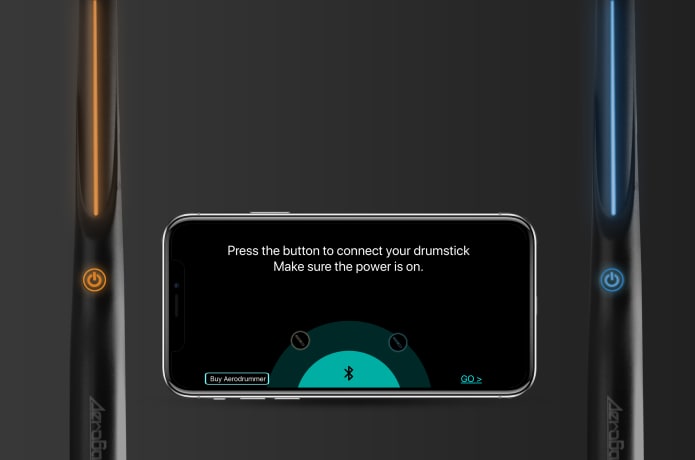 Press the button to connect your drumstick
Make sure the power is on.
Buy Aerodrummer
GO >